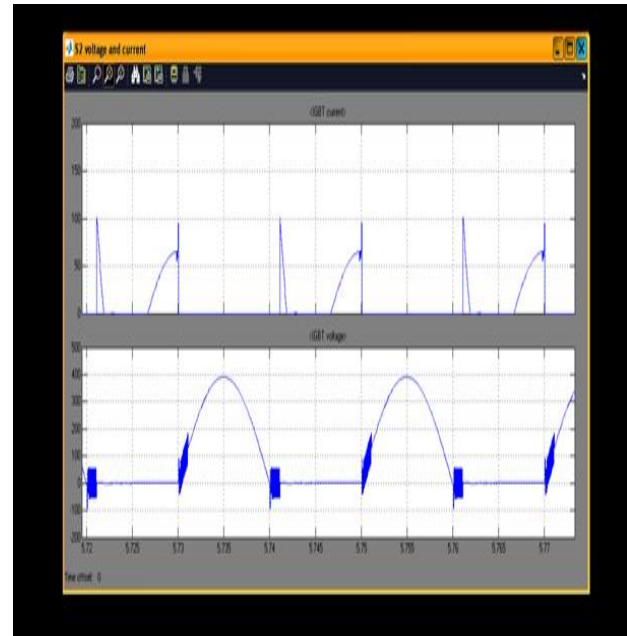 S2 voltage and current
<IGBT current>
200
150
100
50
0
<IGBT voltage>
500
400
300
200
100
0
-100
-200
5.72 5.725 5.73 5.735 5.74 5.745 5.75 5.755 5.76 5.765 5.77
Time offset: 0